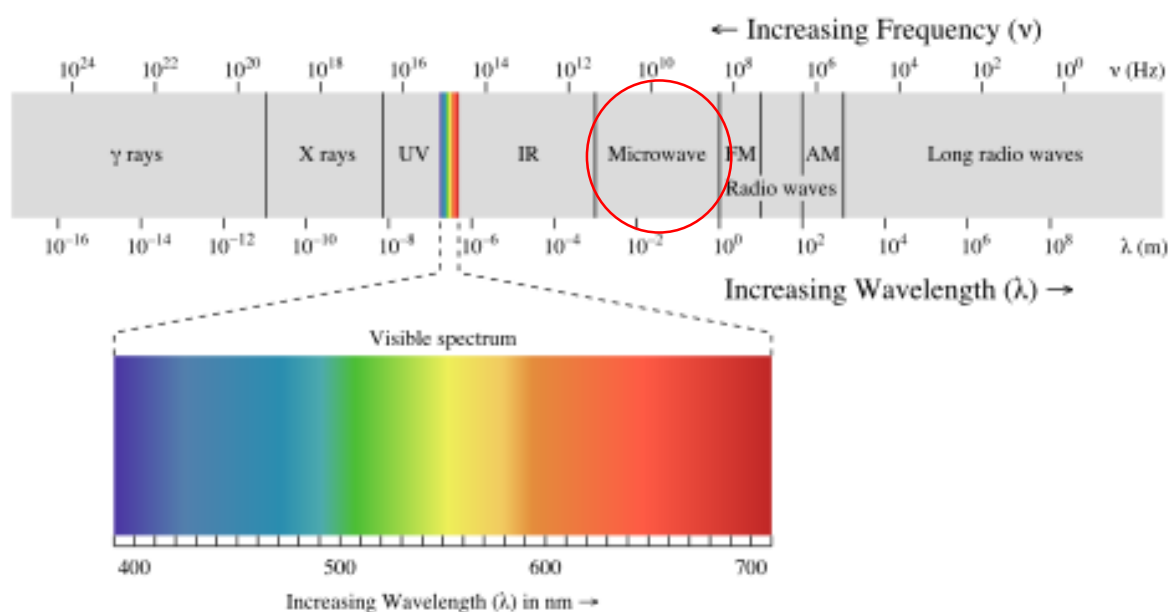 ← Increasing Frequency (ν)
10²⁴ 10²² 10²⁰ 10¹⁸ 10¹⁶ 10¹⁴ 10¹² 10¹⁰ 10⁸ 10⁶ 10⁴ 10² 10⁰ ν (Hz)
γ rays X rays UV IR Microwave FM AM Long radio waves
Radio waves
10⁻¹⁶ 10⁻¹⁴ 10⁻¹² 10⁻¹⁰ 10⁻⁸ 10⁻⁶ 10⁻⁴ 10⁻² 10⁰ 10² 10⁴ 10⁶ 10⁸ λ (m)
Increasing Wavelength (λ) →
Visible spectrum
400 500 600 700
Increasing Wavelength (λ) in nm →